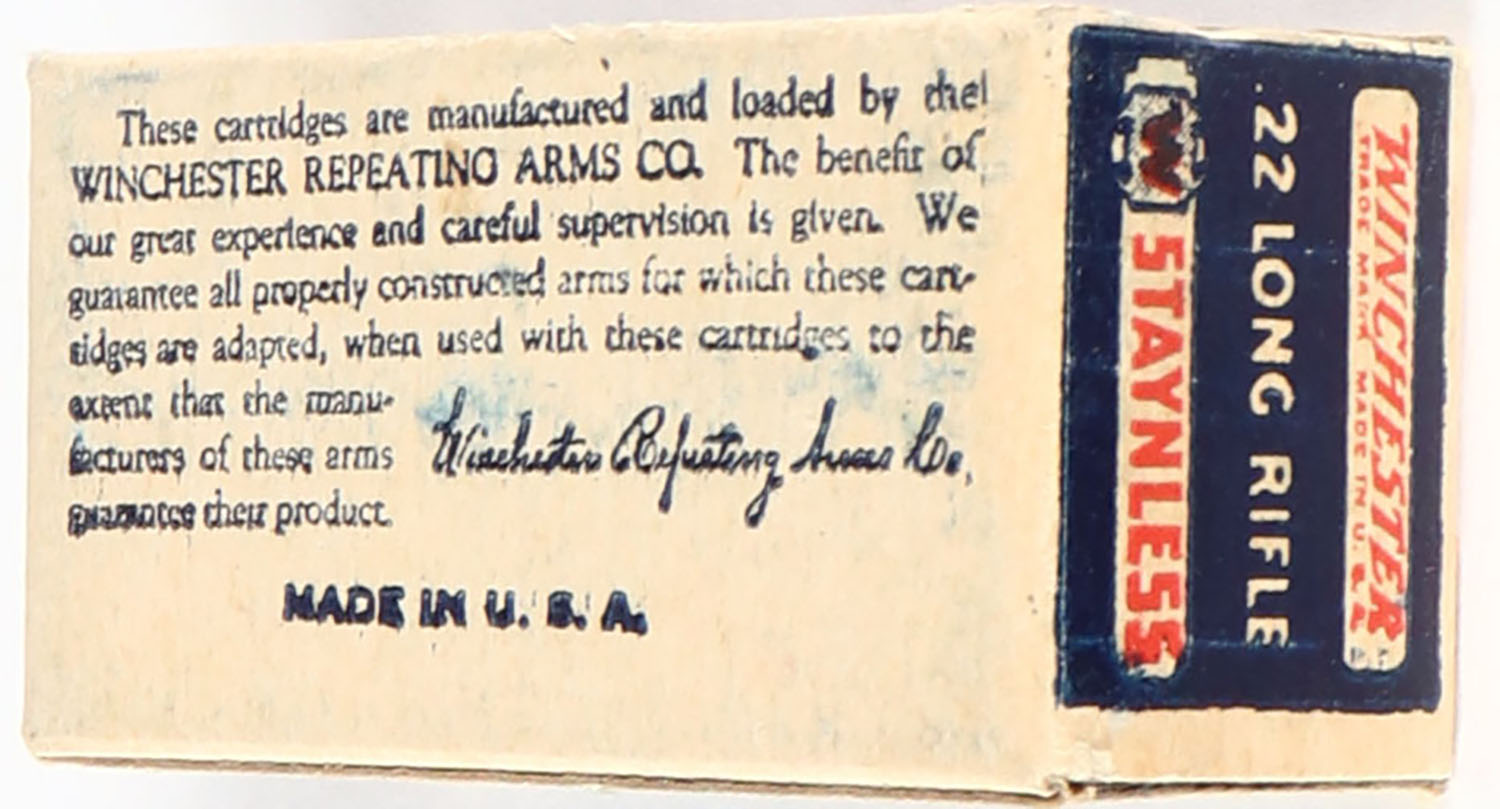 These cartridges are manufactured and loaded by the
WINCHESTER REPEATING ARMS CO. The benefit of
our great experience and careful supervision is given. We
guarantee all properly constructed arms for which these cart-
ridges are adapted, when used with these cartridges to the
extent that the manu-
facturers of these arms
guarantee their product.
Winchester Repeating Arms Co.
MADE IN U. S. A.
WINCHESTER
TRADE MARK MADE IN U.S.A.
.22 LONG RIFLE
W STAYNLESS